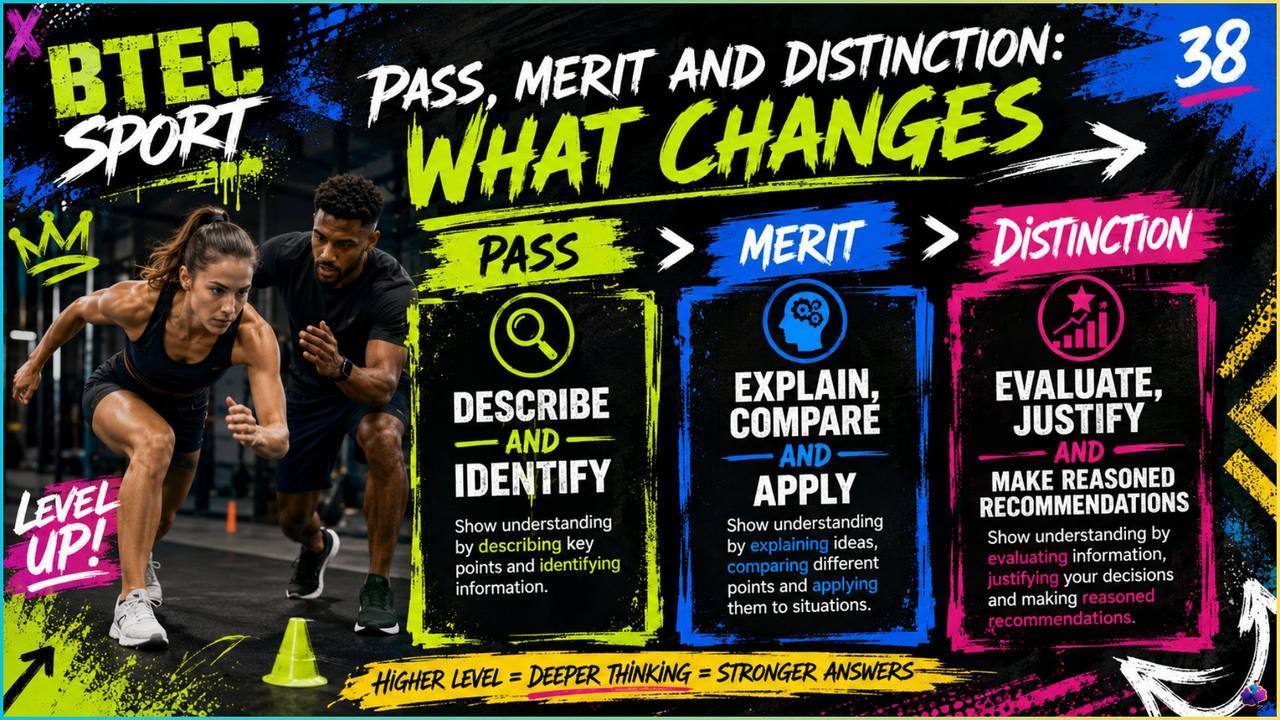 BTEC
SPORT
PASS, MERIT AND DISTINCTION:
WHAT CHANGES
38
PASS
DESCRIBE
AND
IDENTIFY
Show understanding
by describing key
points and identifying
information.
MERIT
EXPLAIN,
COMPARE
AND
APPLY
Show understanding
by explaining ideas,
comparing different
points and applying
them to situations.
DISTINCTION
EVALUATE,
JUSTIFY
AND
MAKE REASONED
RECOMMENDATIONS
Show understanding by
evaluating information,
justifying your decisions
and making reasoned
recommendations.
LEVEL
UP!
HIGHER LEVEL = DEEPER THINKING = STRONGER ANSWERS